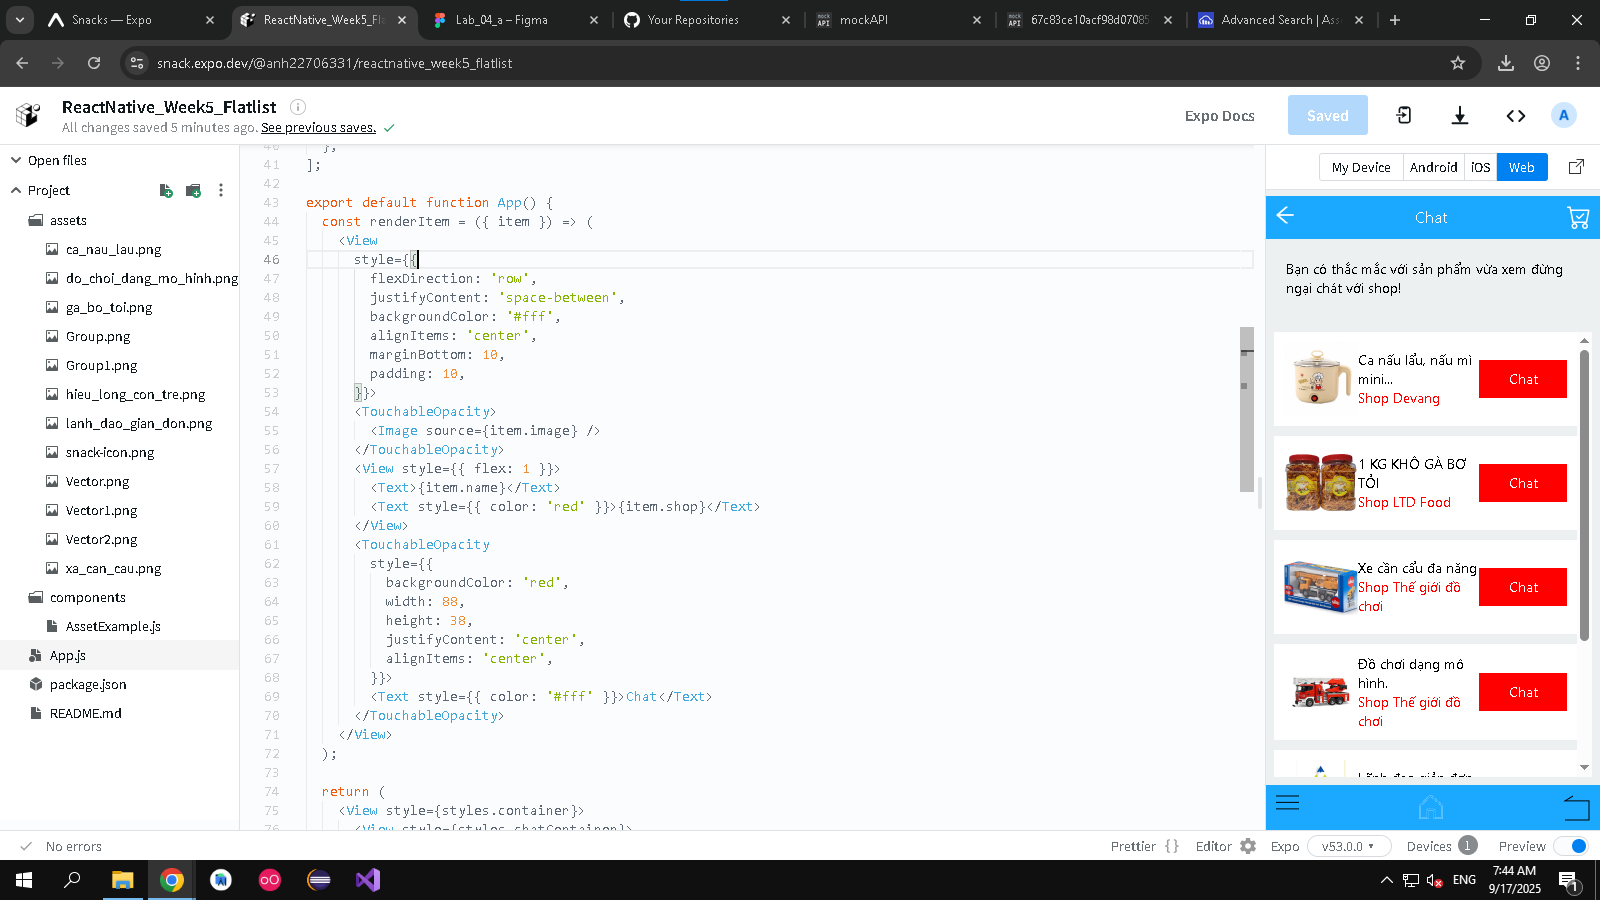 Snacks — Expo
ReactNative_Week5_Fla
Lab_04_a – Figma
Your Repositories
mockAPI
67c83ce10acf98d07085
Advanced Search | Ass
snack.expo.dev/@anh22706331/reactnative_week5_flatlist
ReactNative_Week5_Flatlist
All changes saved 5 minutes ago. See previous saves.
Expo Docs
Saved
A
Open files
Project
assets
ca_nau_lau.png
do_choi_dang_mo_hinh.png
ga_bo_toi.png
Group.png
Group1.png
hieu_long_con_tre.png
lanh_dao_gian_don.png
snack-icon.png
Vector.png
Vector1.png
Vector2.png
xa_can_cau.png
components
AssetExample.js
App.js
package.json
README.md
40 },
41 ];
42
43 export default function App() {
44 const renderItem = ({ item }) => (
45 <View
46 style={{
47 flexDirection: 'row',
48 justifyContent: 'space-between',
49 backgroundColor: '#fff',
50 alignItems: 'center',
51 marginBottom: 10,
52 padding: 10,
53 }}>
54 <TouchableOpacity>
55 <Image source={item.image} />
56 </TouchableOpacity>
57 <View style={{ flex: 1 }}>
58 <Text>{item.name}</Text>
59 <Text style={{ color: 'red' }}>{item.shop}</Text>
60 </View>
61 <TouchableOpacity
62 style={{
63 backgroundColor: 'red',
64 width: 88,
65 height: 38,
66 justifyContent: 'center',
67 alignItems: 'center',
68 }}>
69 <Text style={{ color: '#fff' }}>Chat</Text>
70 </TouchableOpacity>
71 </View>
72 );
73
74 return (
75 <View style={styles.container}>
76 <View style={styles.chatContainer}>
My Device
Android
iOS
Web
Chat
Bạn có thắc mắc với sản phẩm vừa xem đừng
ngại chát với shop!
Ca nấu lẩu, nấu mì
mini...
Shop Devang
Chat
1 KG KHÔ GÀ BƠ
TỎI
Shop LTD Food
Chat
Xe cần cẩu đa năng
Shop Thế giới đồ
chơi
Chat
Đồ chơi dạng mô
hình.
Shop Thế giới đồ
chơi
Chat
Lãnh đạo giản đơn
No errors
Prettier {}
Editor
Expo
v53.0.0
Devices
1
Preview
ENG
7:44 AM
9/17/2025
1